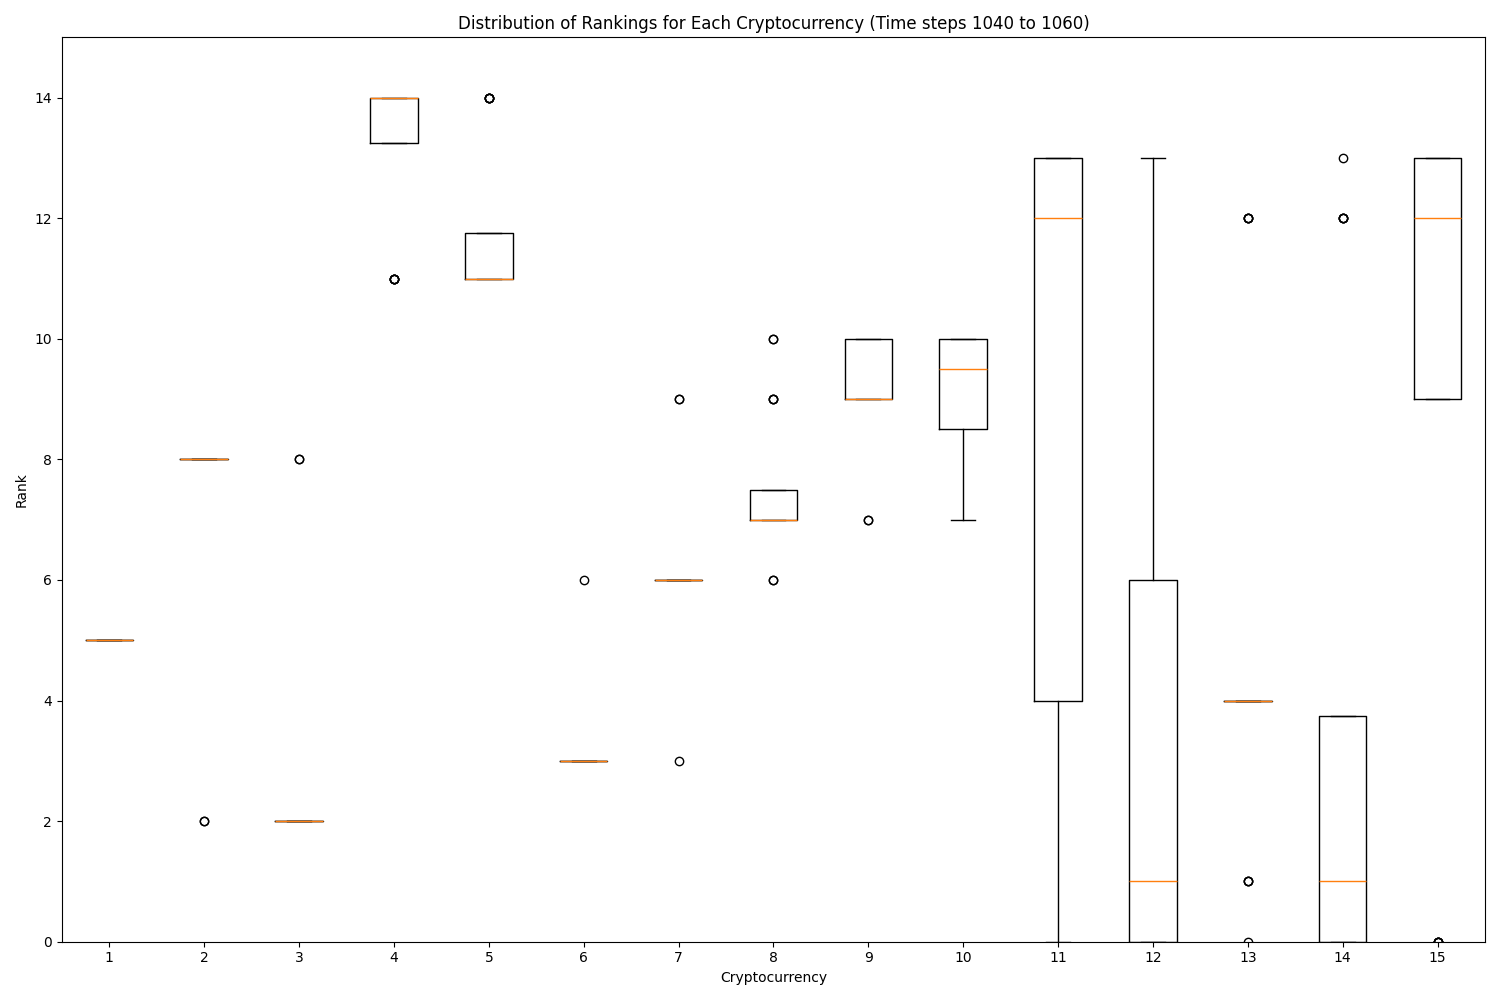 Distribution of Rankings for Each Cryptocurrency (Time steps 1040 to 1060)
Rank
14
12
10
8
6
4
2
0
1 2 3 4 5 6 7 8 9 10 11 12 13 14 15
Cryptocurrency